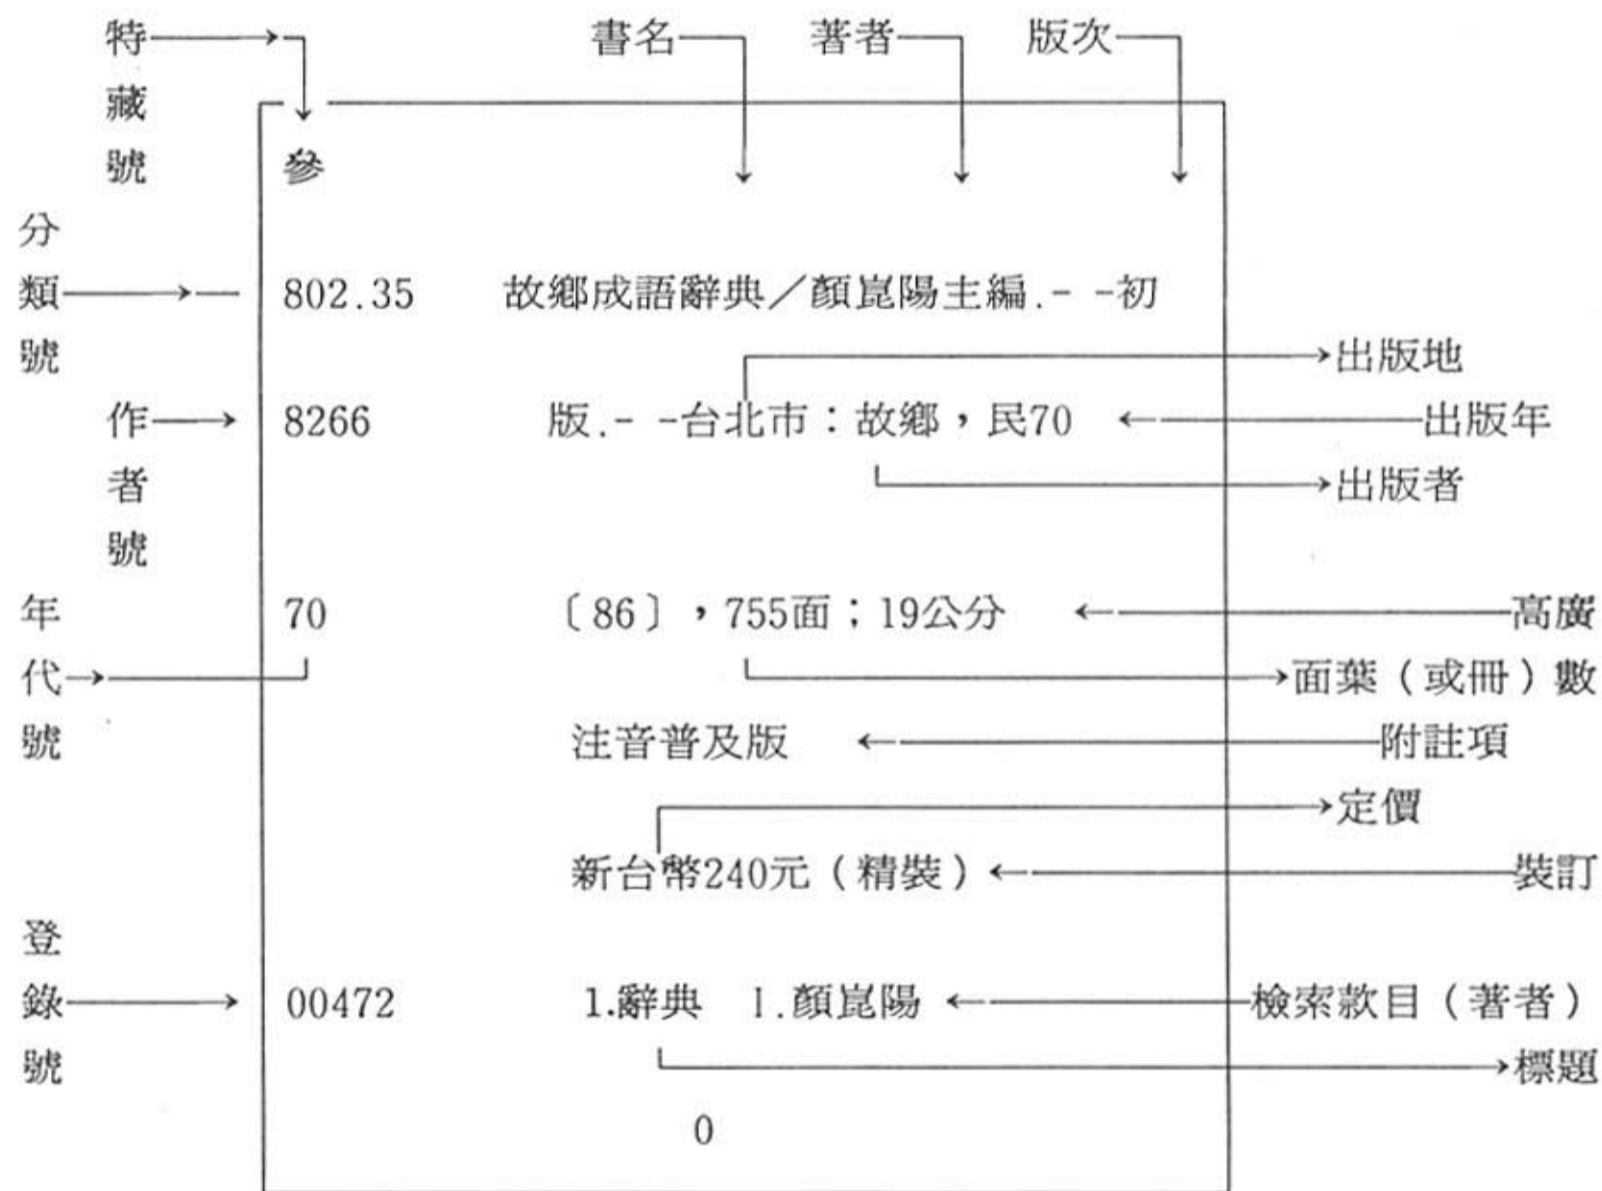 特藏號
書名
著者
版次
參
分類號
802.35 故鄉成語辭典／顏崑陽主編.- -初
出版地
作者號
8266 版.- -台北市：故鄉，民70
出版年
出版者
年代號
70 〔86〕，755面；19公分
高廣
面葉（或冊）數
注音普及版
附註項
定價
新台幣240元（精裝）
裝訂
登錄號
00472 1.辭典 1.顏崑陽
檢索款目（著者）
標題
0